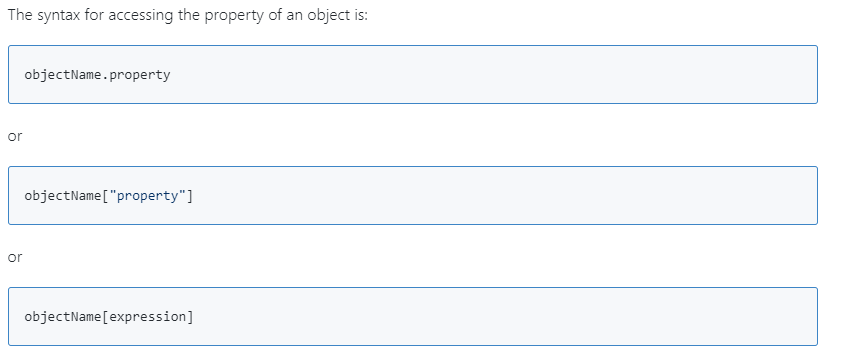 The syntax for accessing the property of an object is:
objectName.property
or
objectName["property"]
or
objectName[expression]